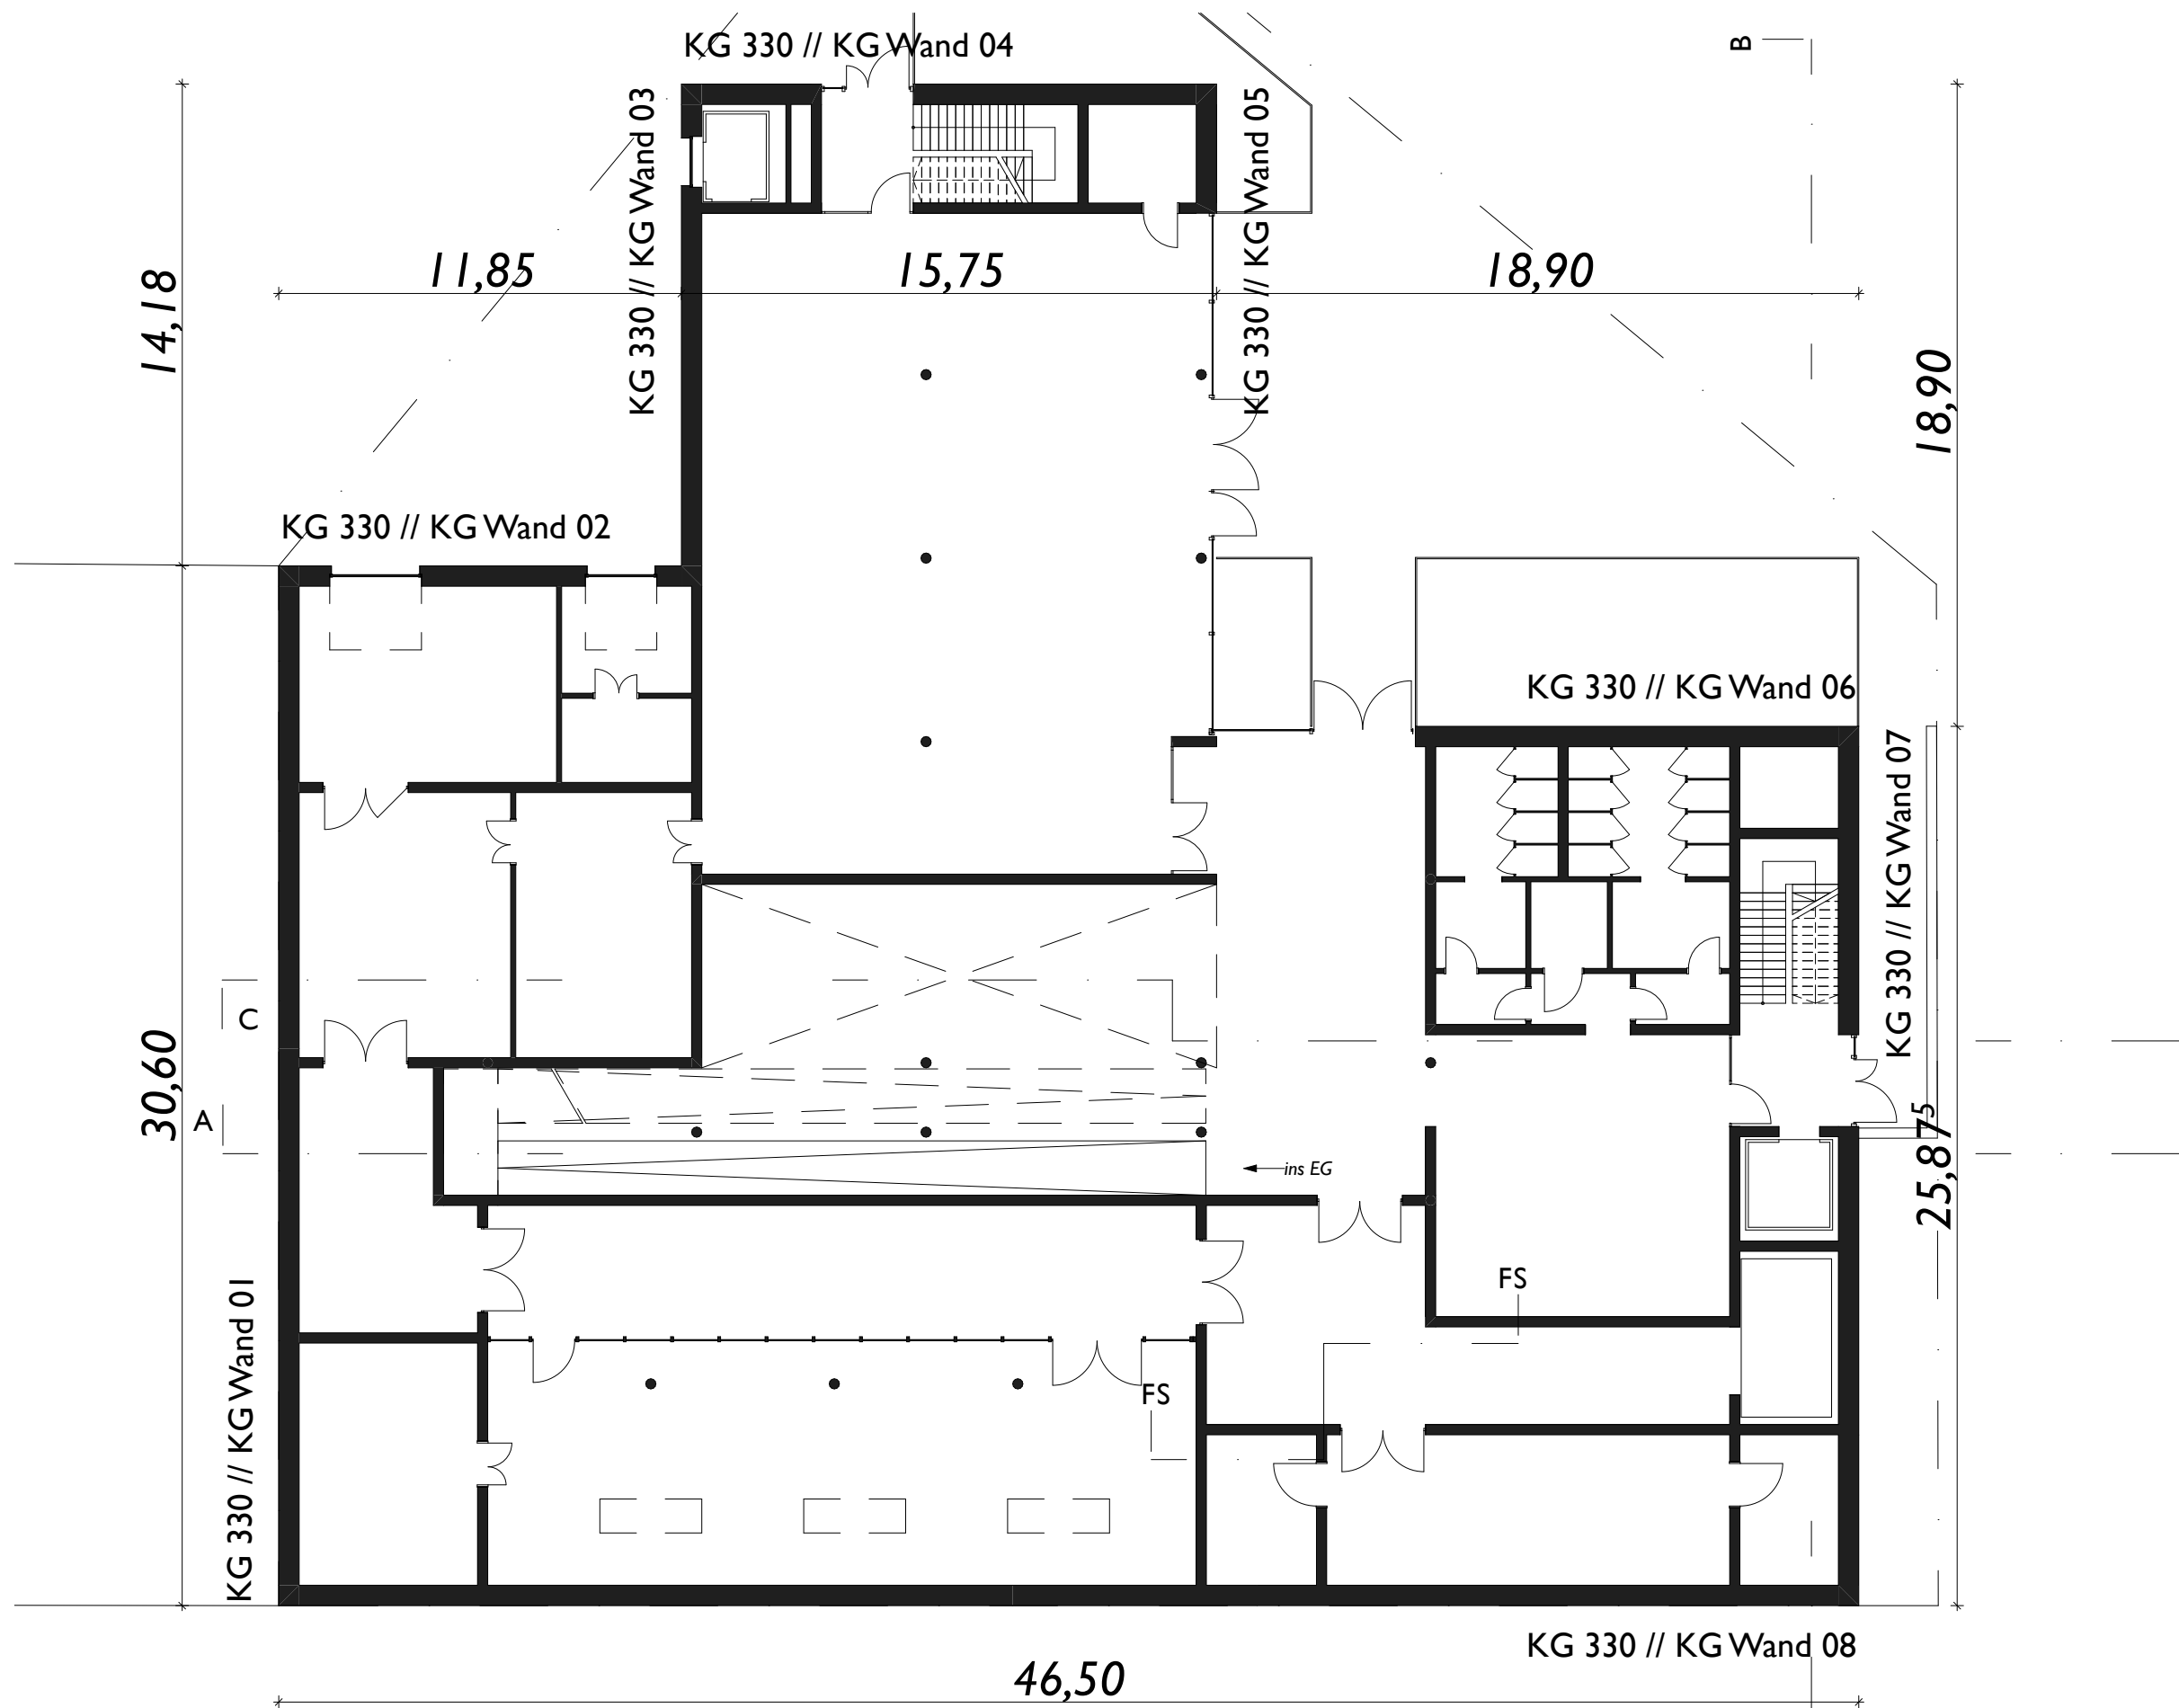 KG 330 // KG Wand 04
B
KG 330 // KG Wand 03
KG 330 // KG Wand 05
11,85
15,75
18,90
14,18
18,90
KG 330 // KG Wand 02
KG 330 // KG Wand 06
KG 330 // KG Wand 07
C
A
30,60
25,87⁵
ins EG
FS
FS
KG 330 // KG Wand 01
KG 330 // KG Wand 08
46,50